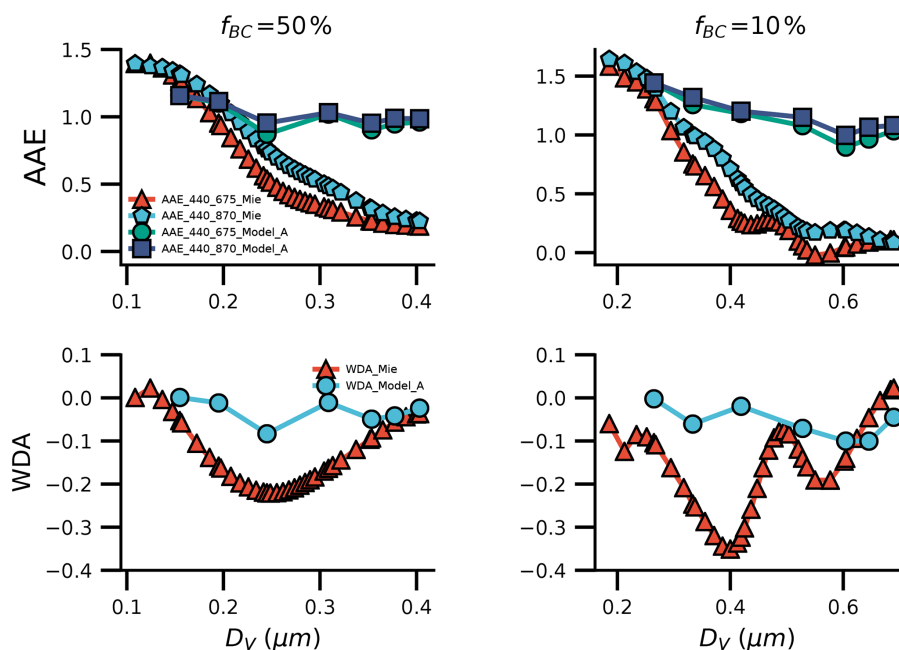 f_BC=50%
f_BC=10%
AAE
1.5
1.0
0.5
0.0
AAE_440_675_Mie
AAE_440_870_Mie
AAE_440_675_Model_A
AAE_440_870_Model_A
0.1 0.2 0.3 0.4
1.5
1.0
0.5
0.0
0.2 0.4 0.6
WDA
0.1
0.0
−0.1
−0.2
−0.3
−0.4
WDA_Mie
WDA_Model_A
0.1 0.2 0.3 0.4
D_V (μm)
0.1
0.0
−0.1
−0.2
−0.3
−0.4
0.2 0.4 0.6
D_V (μm)